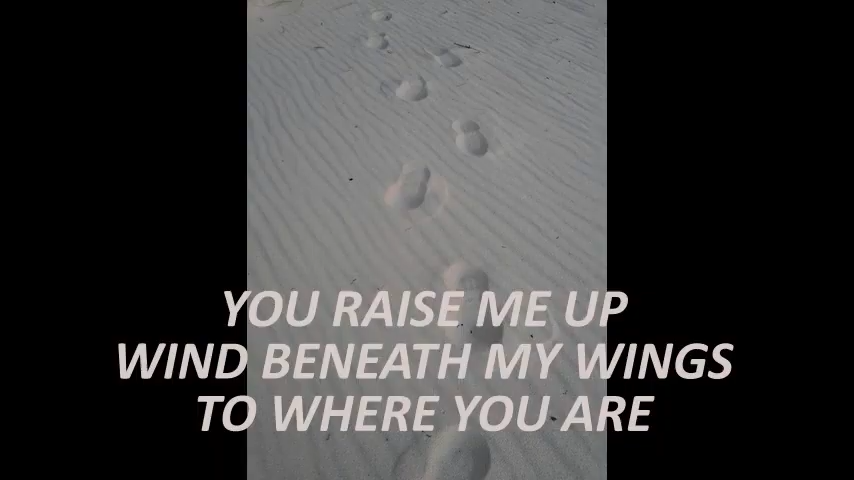 YOU RAISE ME UP
WIND BENEATH MY WINGS
TO WHERE YOU ARE